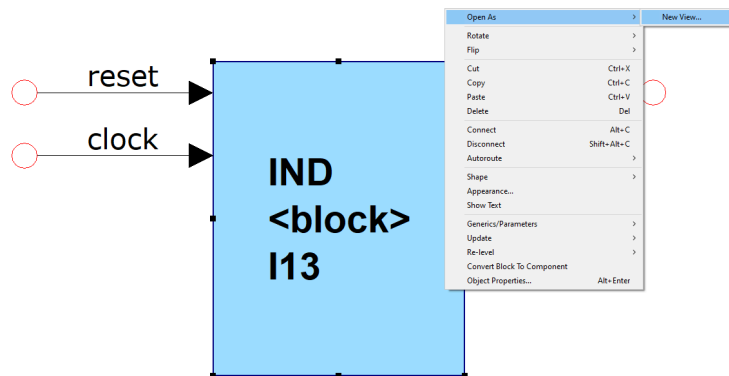 reset
clock
IND
<block>
I13
Open As >
New View...
Rotate >
Flip >
Cut Ctrl+X
Copy Ctrl+C
Paste Ctrl+V
Delete Del
Connect Alt+C
Disconnect Shift+Alt+C
Autoroute >
Shape >
Appearance...
Show Text
Generics/Parameters >
Update >
Re-level >
Convert Block To Component
Object Properties... Alt+Enter